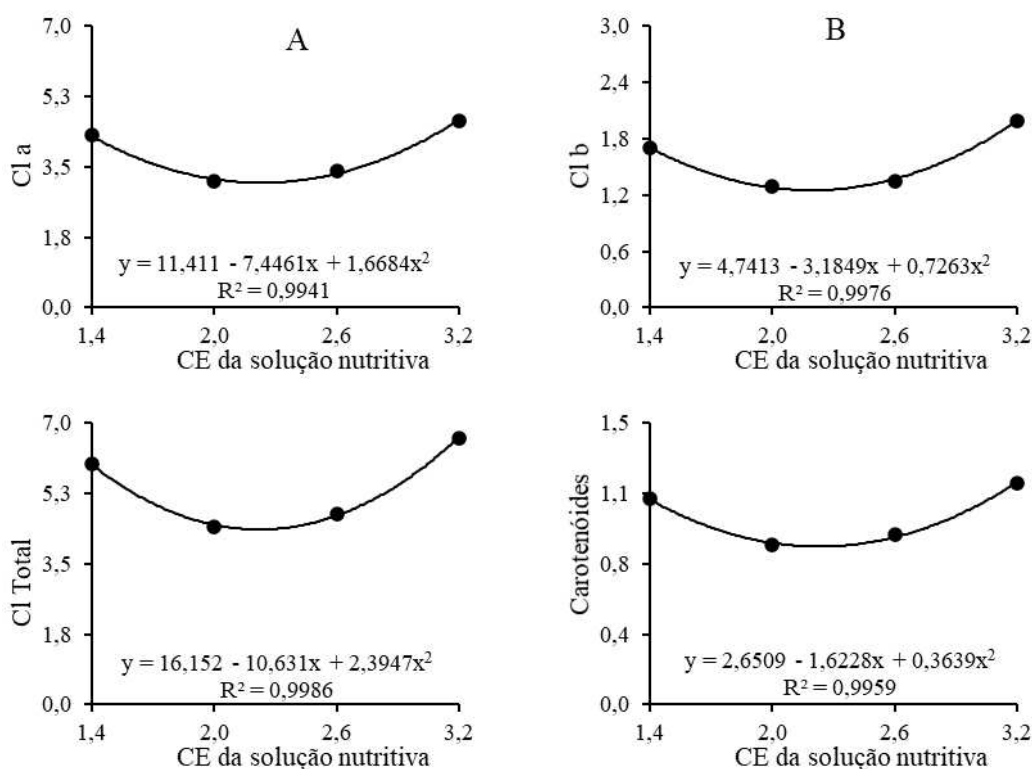 A
Cl a
7,0
5,3
3,5
1,8
0,0
y = 11,411 - 7,4461x + 1,6684x²
R² = 0,9941
1,4 2,0 2,6 3,2
CE da solução nutritiva
B
Cl b
3,0
2,4
1,8
1,2
0,6
0,0
y = 4,7413 - 3,1849x + 0,7263x²
R² = 0,9976
1,4 2,0 2,6 3,2
CE da solução nutritiva
Cl Total
7,0
5,3
3,5
1,8
0,0
y = 16,152 - 10,631x + 2,3947x²
R² = 0,9986
1,4 2,0 2,6 3,2
CE da solução nutritiva
Carotenóides
1,5
1,1
0,8
0,4
0,0
y = 2,6509 - 1,6228x + 0,3639x²
R² = 0,9959
1,4 2,0 2,6 3,2
CE da solução nutritiva